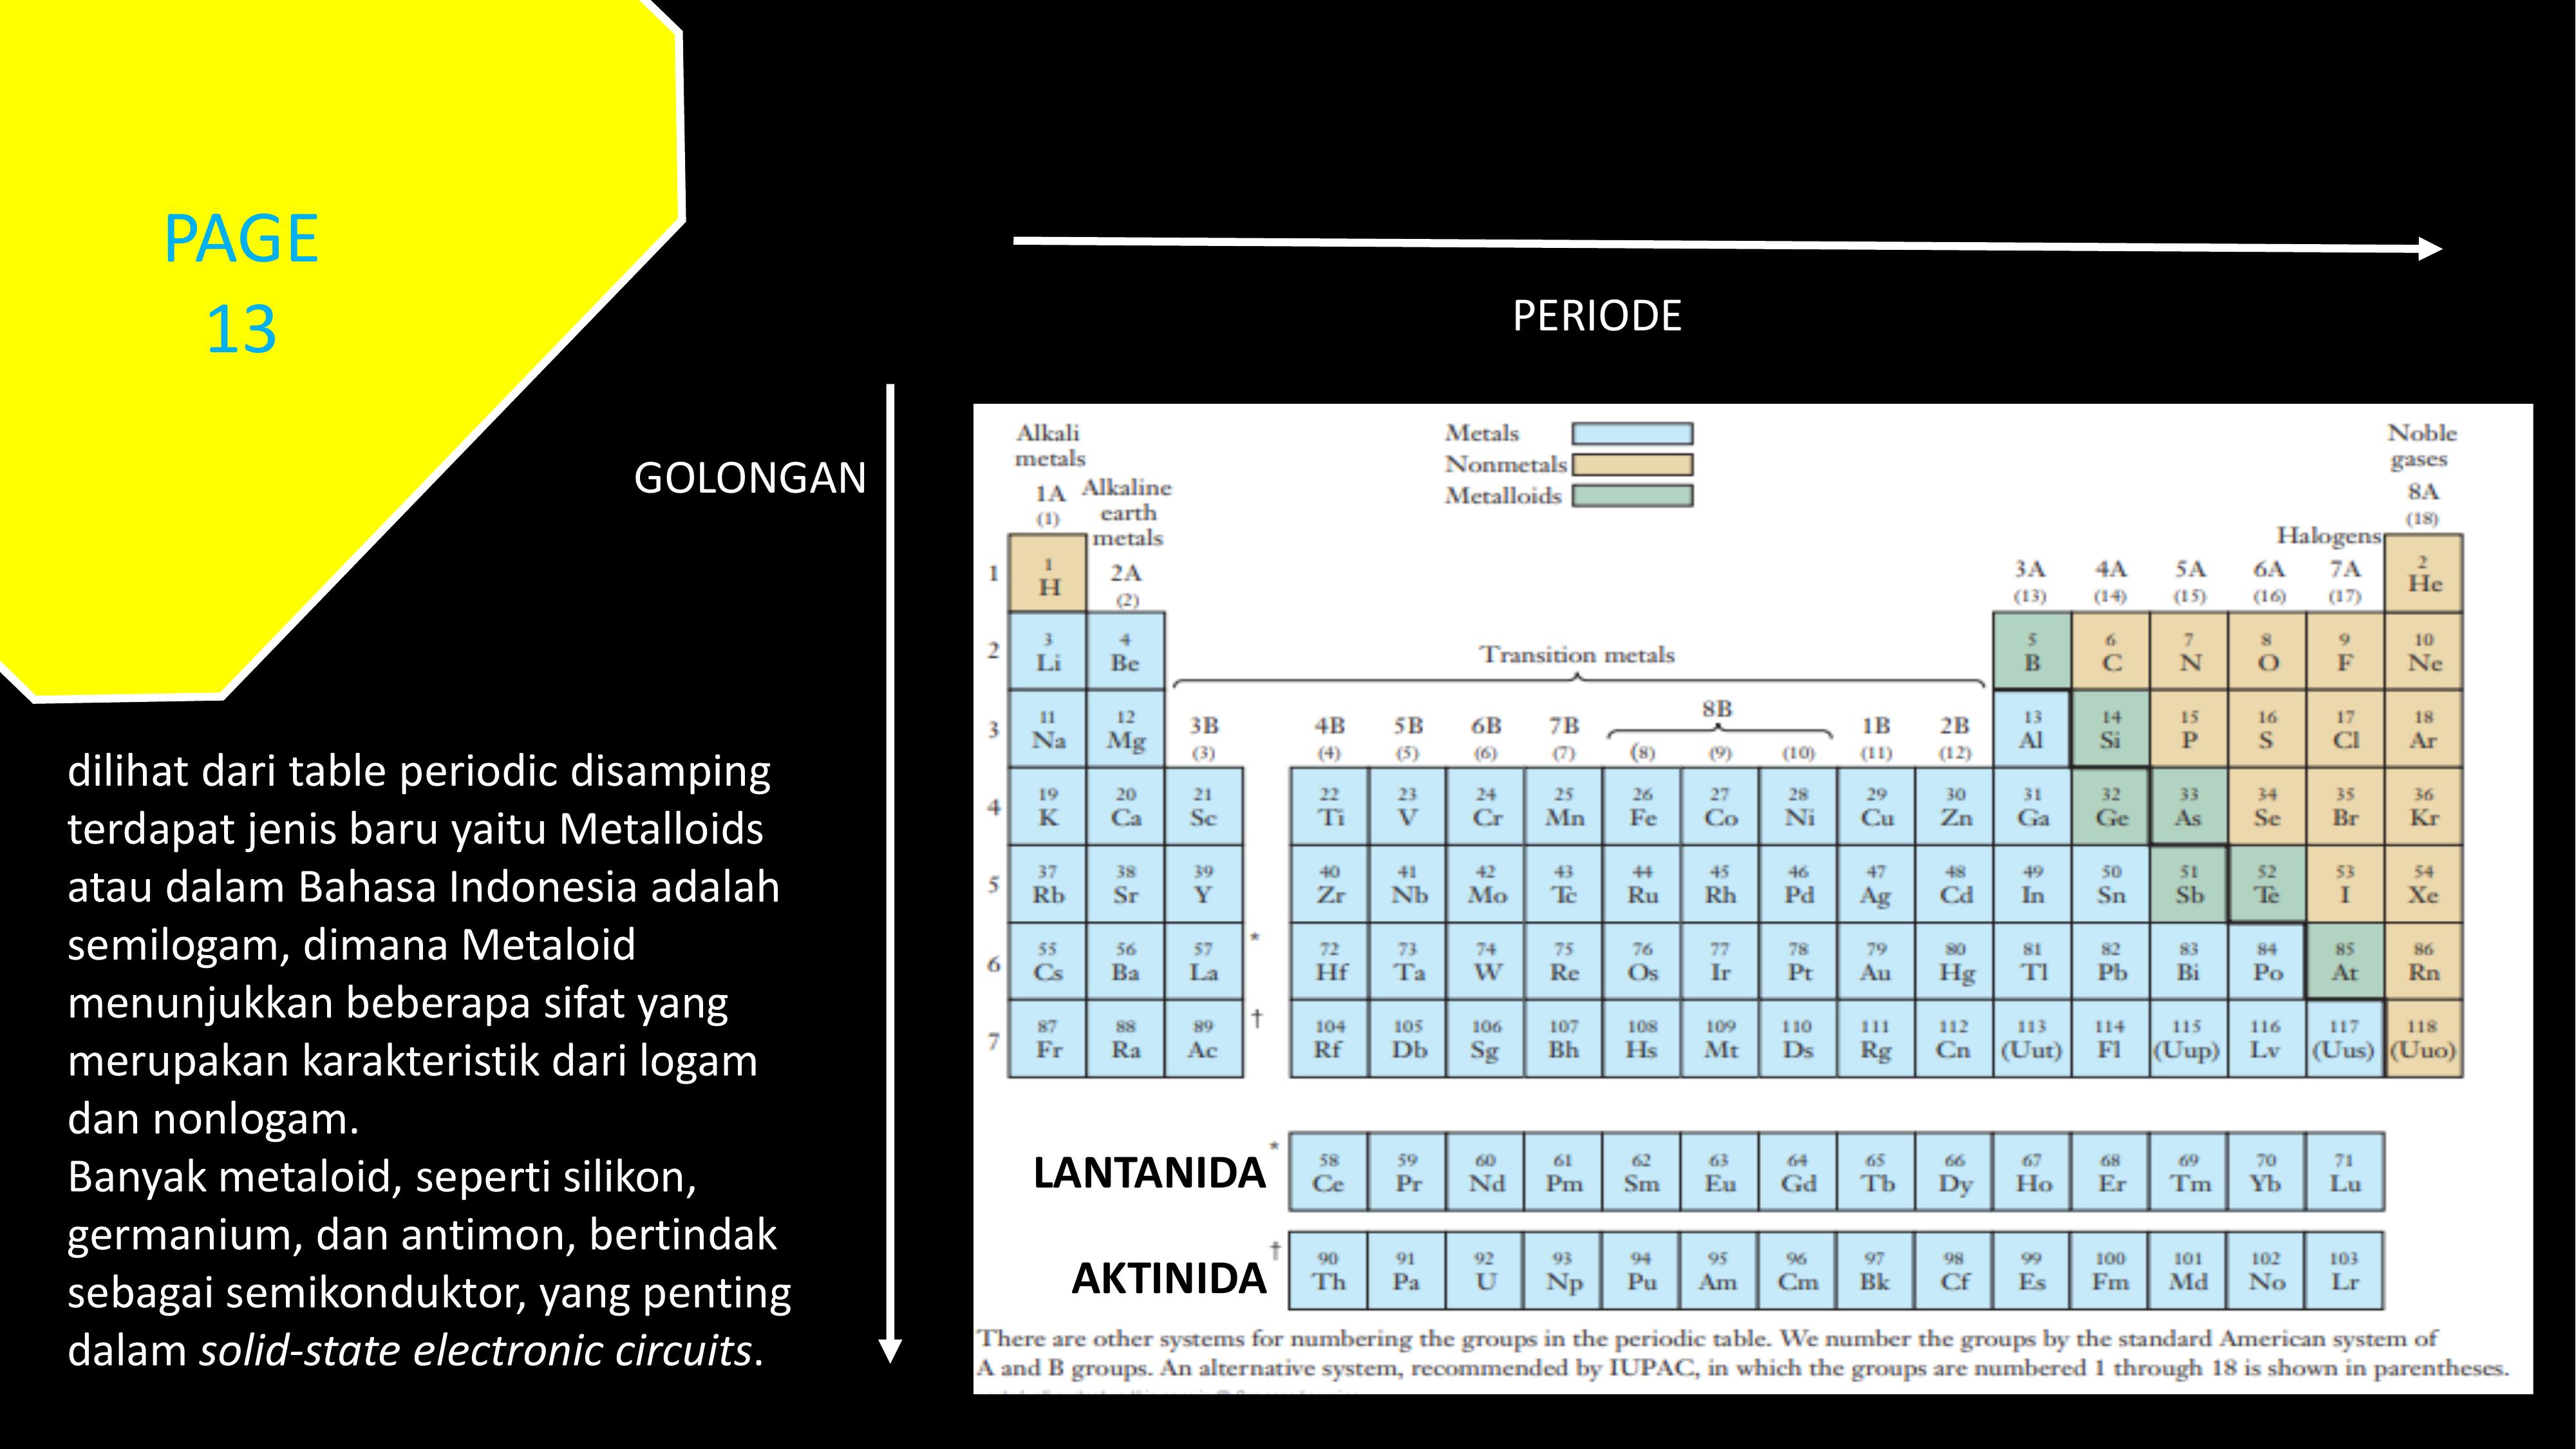 PAGE
13
PERIODE
GOLONGAN
dilihat dari table periodic disamping
terdapat jenis baru yaitu Metalloids
atau dalam Bahasa Indonesia adalah
semilogam, dimana Metaloid
menunjukkan beberapa sifat yang
merupakan karakteristik dari logam
dan nonlogam.
Banyak metaloid, seperti silikon,
germanium, dan antimon, bertindak
sebagai semikonduktor, yang penting
dalam solid-state electronic circuits.
Alkali
metals
1A
(1)
Alkaline
earth
metals
2A
(2)
Metals
Nonmetals
Metalloids
Noble
gases
8A
(18)
Halogens
3A 4A 5A 6A 7A
(13) (14) (15) (16) (17)
Transition metals
3B 4B 5B 6B 7B 8B 1B 2B
(3) (4) (5) (6) (7) (8) (9) (10) (11) (12)
1 2
1 H He
3 4 5 6 7 8 9 10
2 Li Be B C N O F Ne
11 12 13 14 15 16 17 18
3 Na Mg Al Si P S Cl Ar
19 20 21 22 23 24 25 26 27 28 29 30 31 32 33 34 35 36
4 K Ca Sc Ti V Cr Mn Fe Co Ni Cu Zn Ga Ge As Se Br Kr
37 38 39 40 41 42 43 44 45 46 47 48 49 50 51 52 53 54
5 Rb Sr Y Zr Nb Mo Tc Ru Rh Pd Ag Cd In Sn Sb Te I Xe
55 56 57 * 72 73 74 75 76 77 78 79 80 81 82 83 84 85 86
6 Cs Ba La Hf Ta W Re Os Ir Pt Au Hg Tl Pb Bi Po At Rn
87 88 89 † 104 105 106 107 108 109 110 111 112 113 114 115 116 117 118
7 Fr Ra Ac Rf Db Sg Bh Hs Mt Ds Rg Cn (Uut) Fl (Uup) Lv (Uus) (Uuo)
LANTANIDA *
58 59 60 61 62 63 64 65 66 67 68 69 70 71
Ce Pr Nd Pm Sm Eu Gd Tb Dy Ho Er Tm Yb Lu
AKTINIDA †
90 91 92 93 94 95 96 97 98 99 100 101 102 103
Th Pa U Np Pu Am Cm Bk Cf Es Fm Md No Lr
There are other systems for numbering the groups in the periodic table. We number the groups by the standard American system of
A and B groups. An alternative system, recommended by IUPAC, in which the groups are numbered 1 through 18 is shown in parentheses.